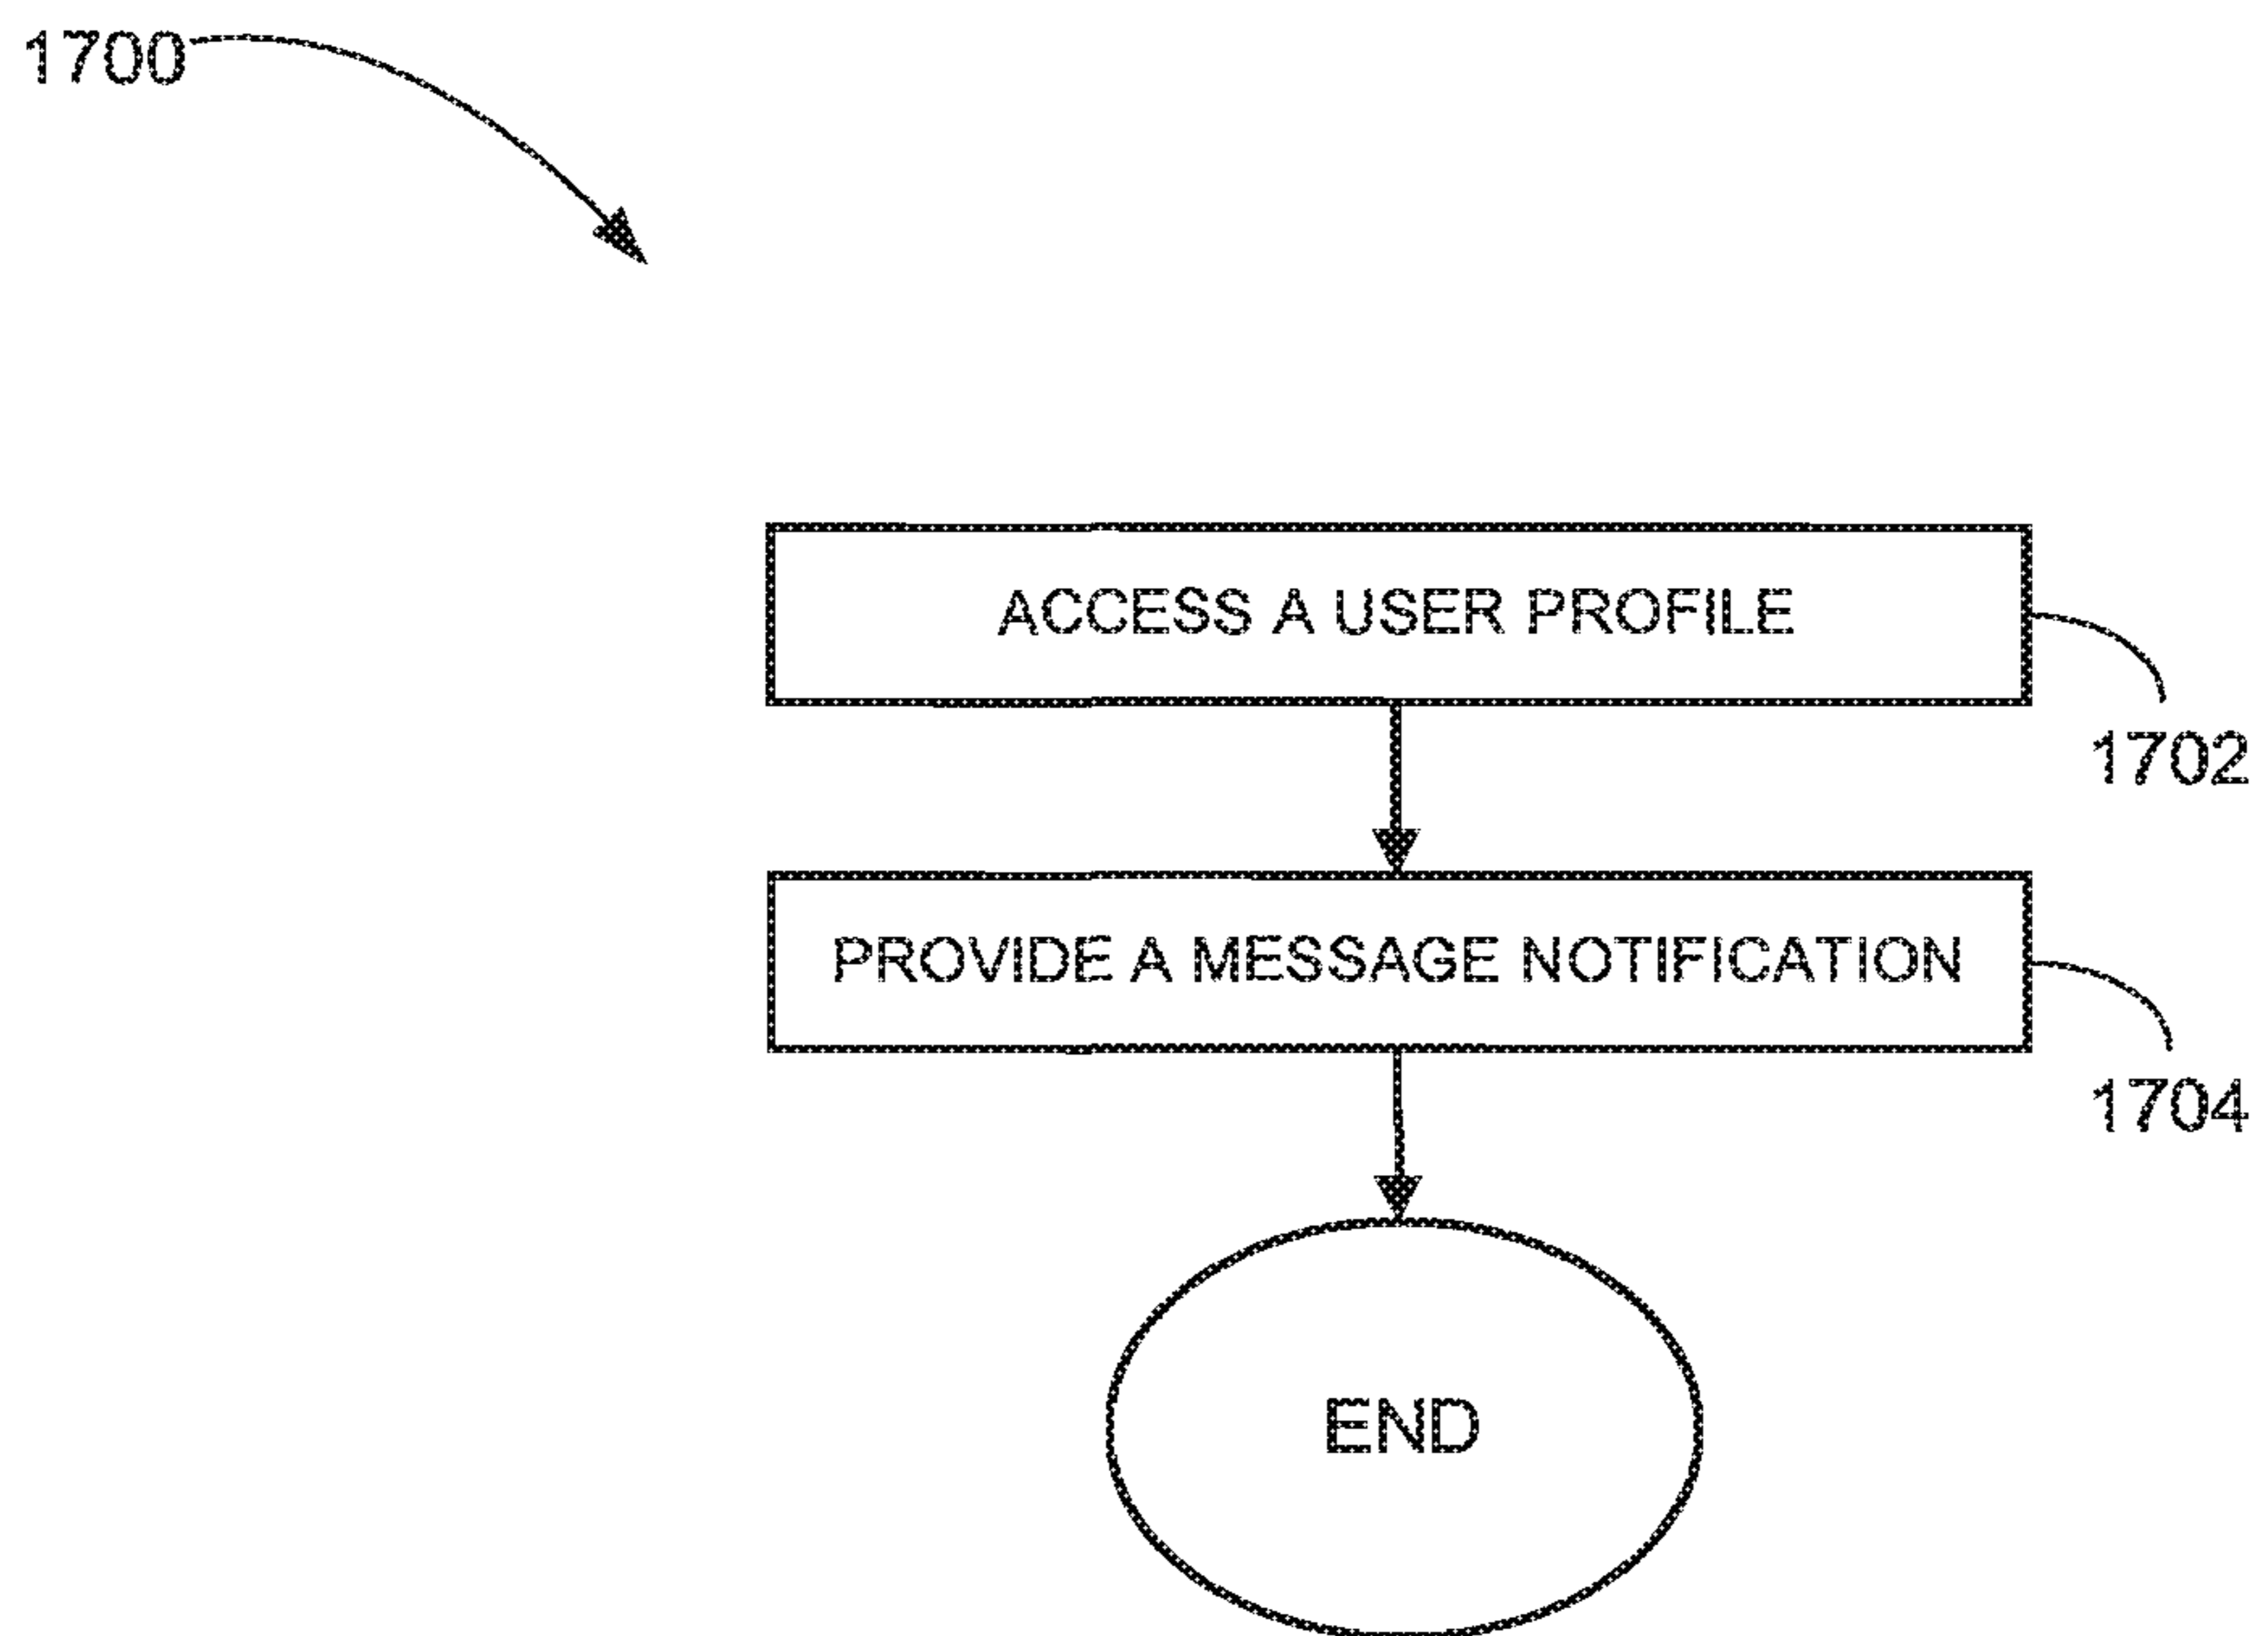 1700
ACCESS A USER PROFILE
1702
PROVIDE A MESSAGE NOTIFICATION
1704
END